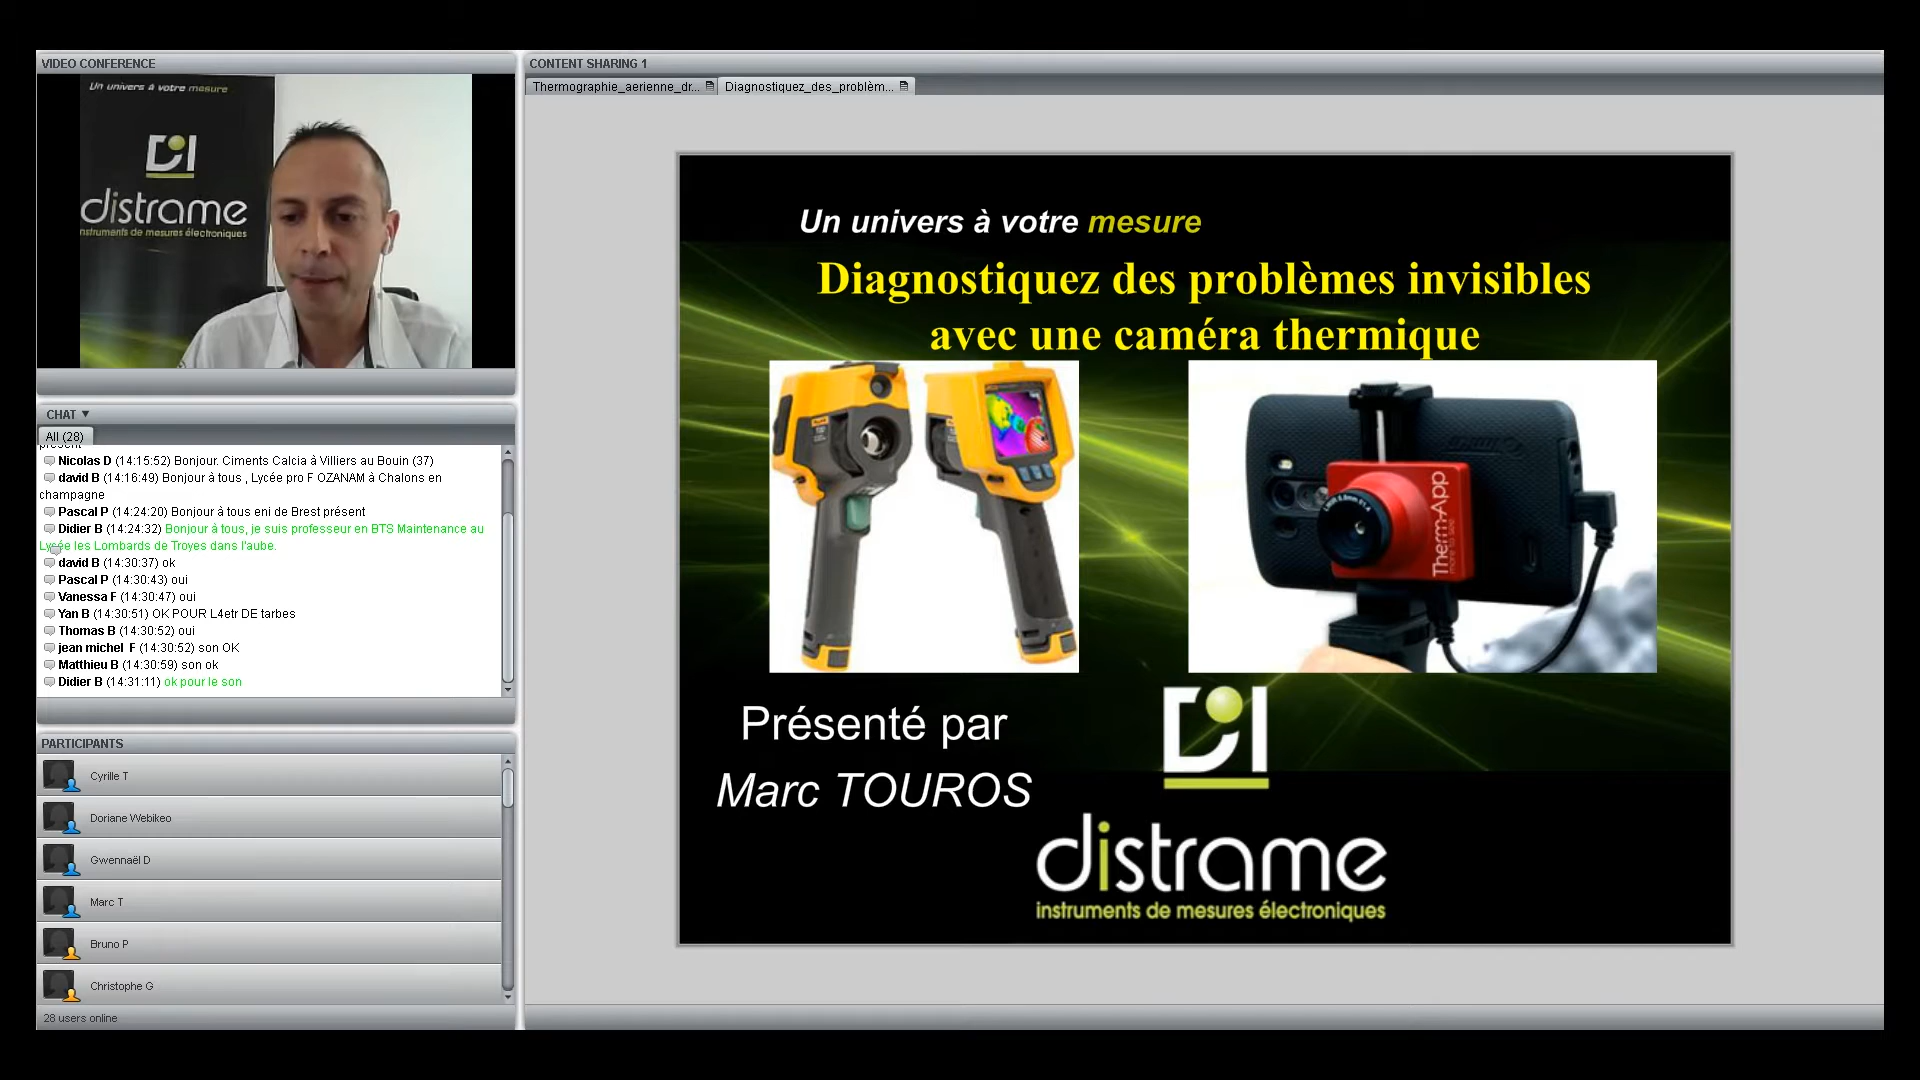 VIDEO CONFERENCE
Un univers à votre mesure
DI
distrame
instruments de mesures électroniques
CHAT ▼
All (28)
présent
Nicolas D (14:15:52) Bonjour. Ciments Calcia à Villiers au Bouin (37)
david B (14:16:49) Bonjour à tous , Lycée pro F OZANAM à Chalons en
champagne
Pascal P (14:24:20) Bonjour à tous eni de Brest présent
Didier B (14:24:32) Bonjour à tous, je suis professeur en BTS Maintenance au
Lycée les Lombards de Troyes dans l'aube.
david B (14:30:37) ok
Pascal P (14:30:43) oui
Vanessa F (14:30:47) oui
Yan B (14:30:51) OK POUR L4etr DE tarbes
Thomas B (14:30:52) oui
jean michel F (14:30:52) son OK
Matthieu B (14:30:59) son ok
Didier B (14:31:11) ok pour le son
PARTICIPANTS
Cyrille T
Doriane Webikeo
Gwennaël D
Marc T
Bruno P
Christophe G
28 users online
CONTENT SHARING 1
Thermographie_aerienne_dr...
Diagnostiquez_des_problèm...
Un univers à votre mesure
Diagnostiquez des problèmes invisibles
avec une caméra thermique
Therm-App
Présenté par
Marc TOUROS
DI
distrame
instruments de mesures électroniques